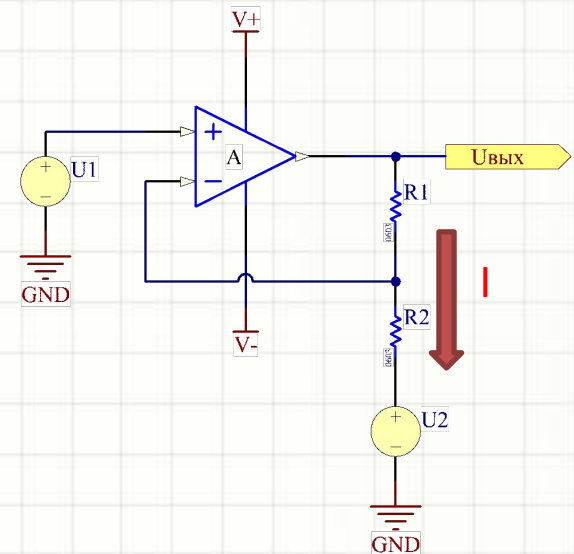 V+
+
A
−
Uвых
+
−
U1
R1
I
GND
R2
V-
+
−
U2
GND